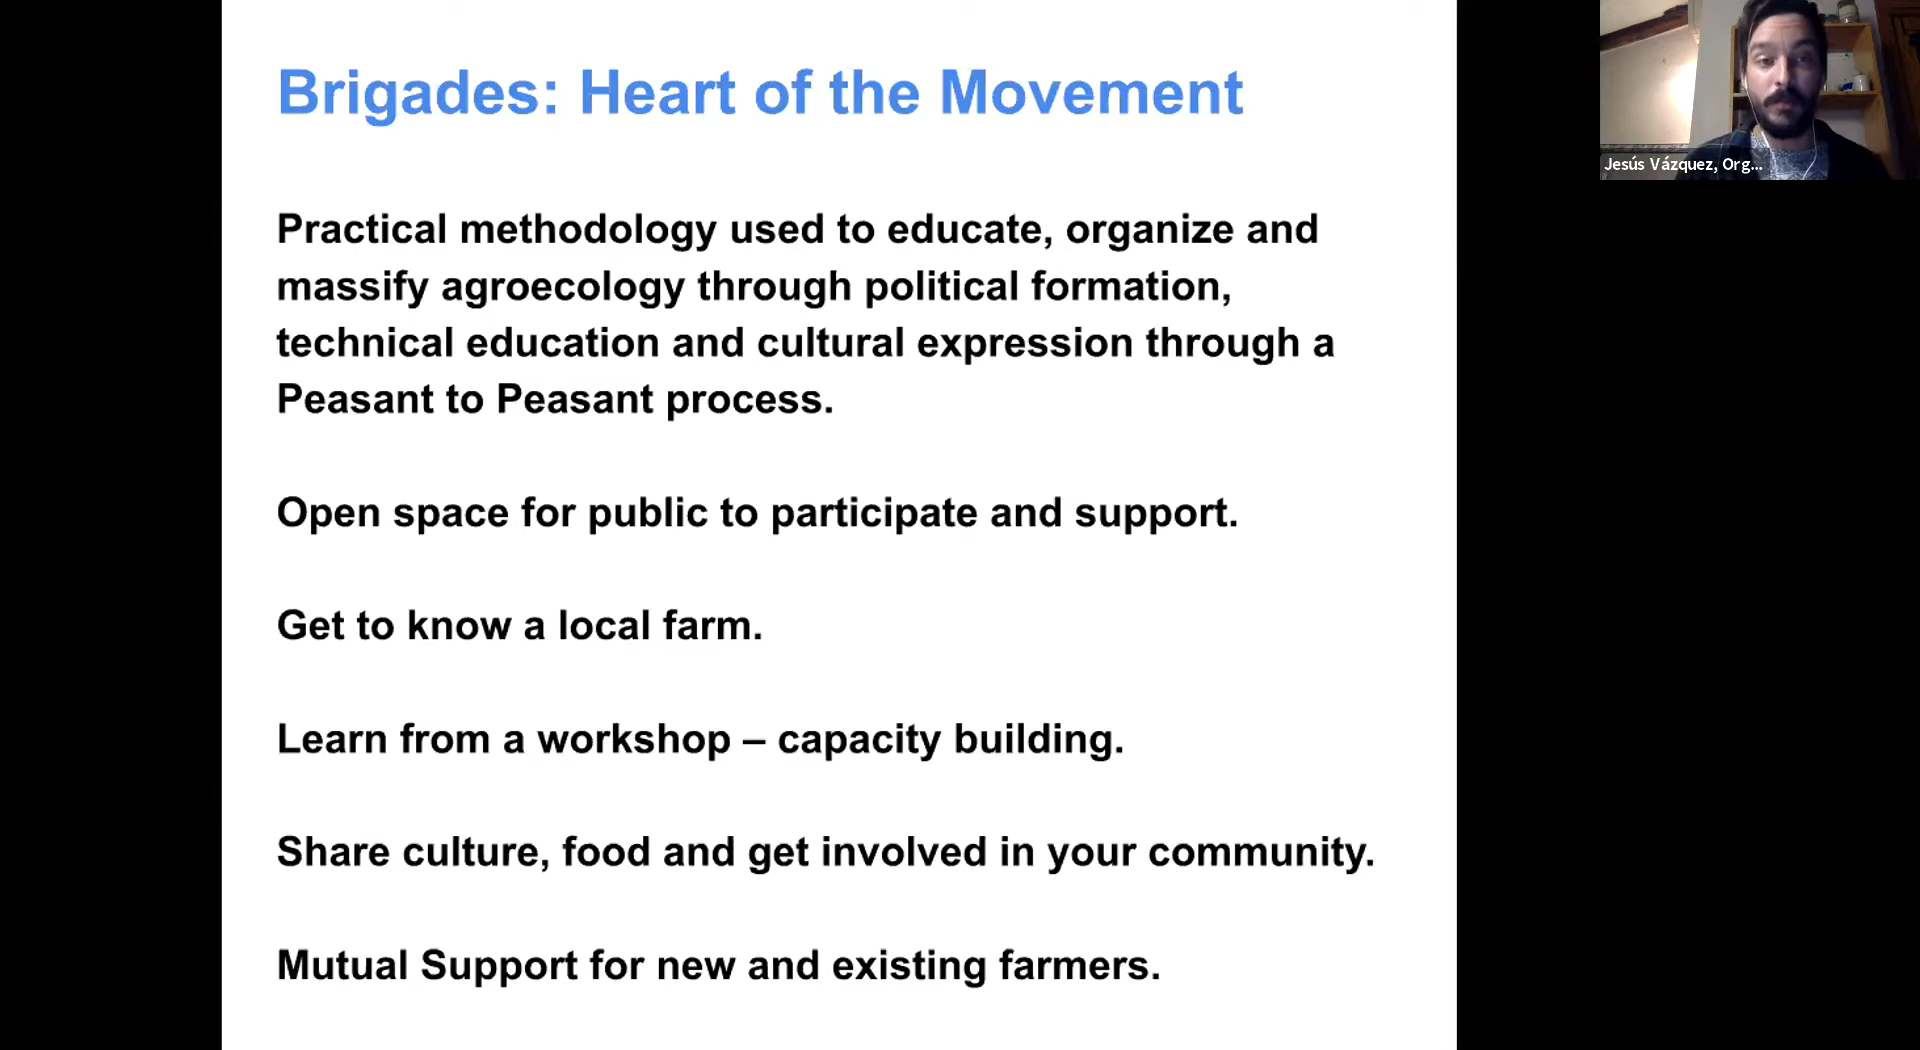 Brigades: Heart of the Movement
Practical methodology used to educate, organize and
massify agroecology through political formation,
technical education and cultural expression through a
Peasant to Peasant process.
Open space for public to participate and support.
Get to know a local farm.
Learn from a workshop – capacity building.
Share culture, food and get involved in your community.
Mutual Support for new and existing farmers.
Jesús Vázquez, Org...